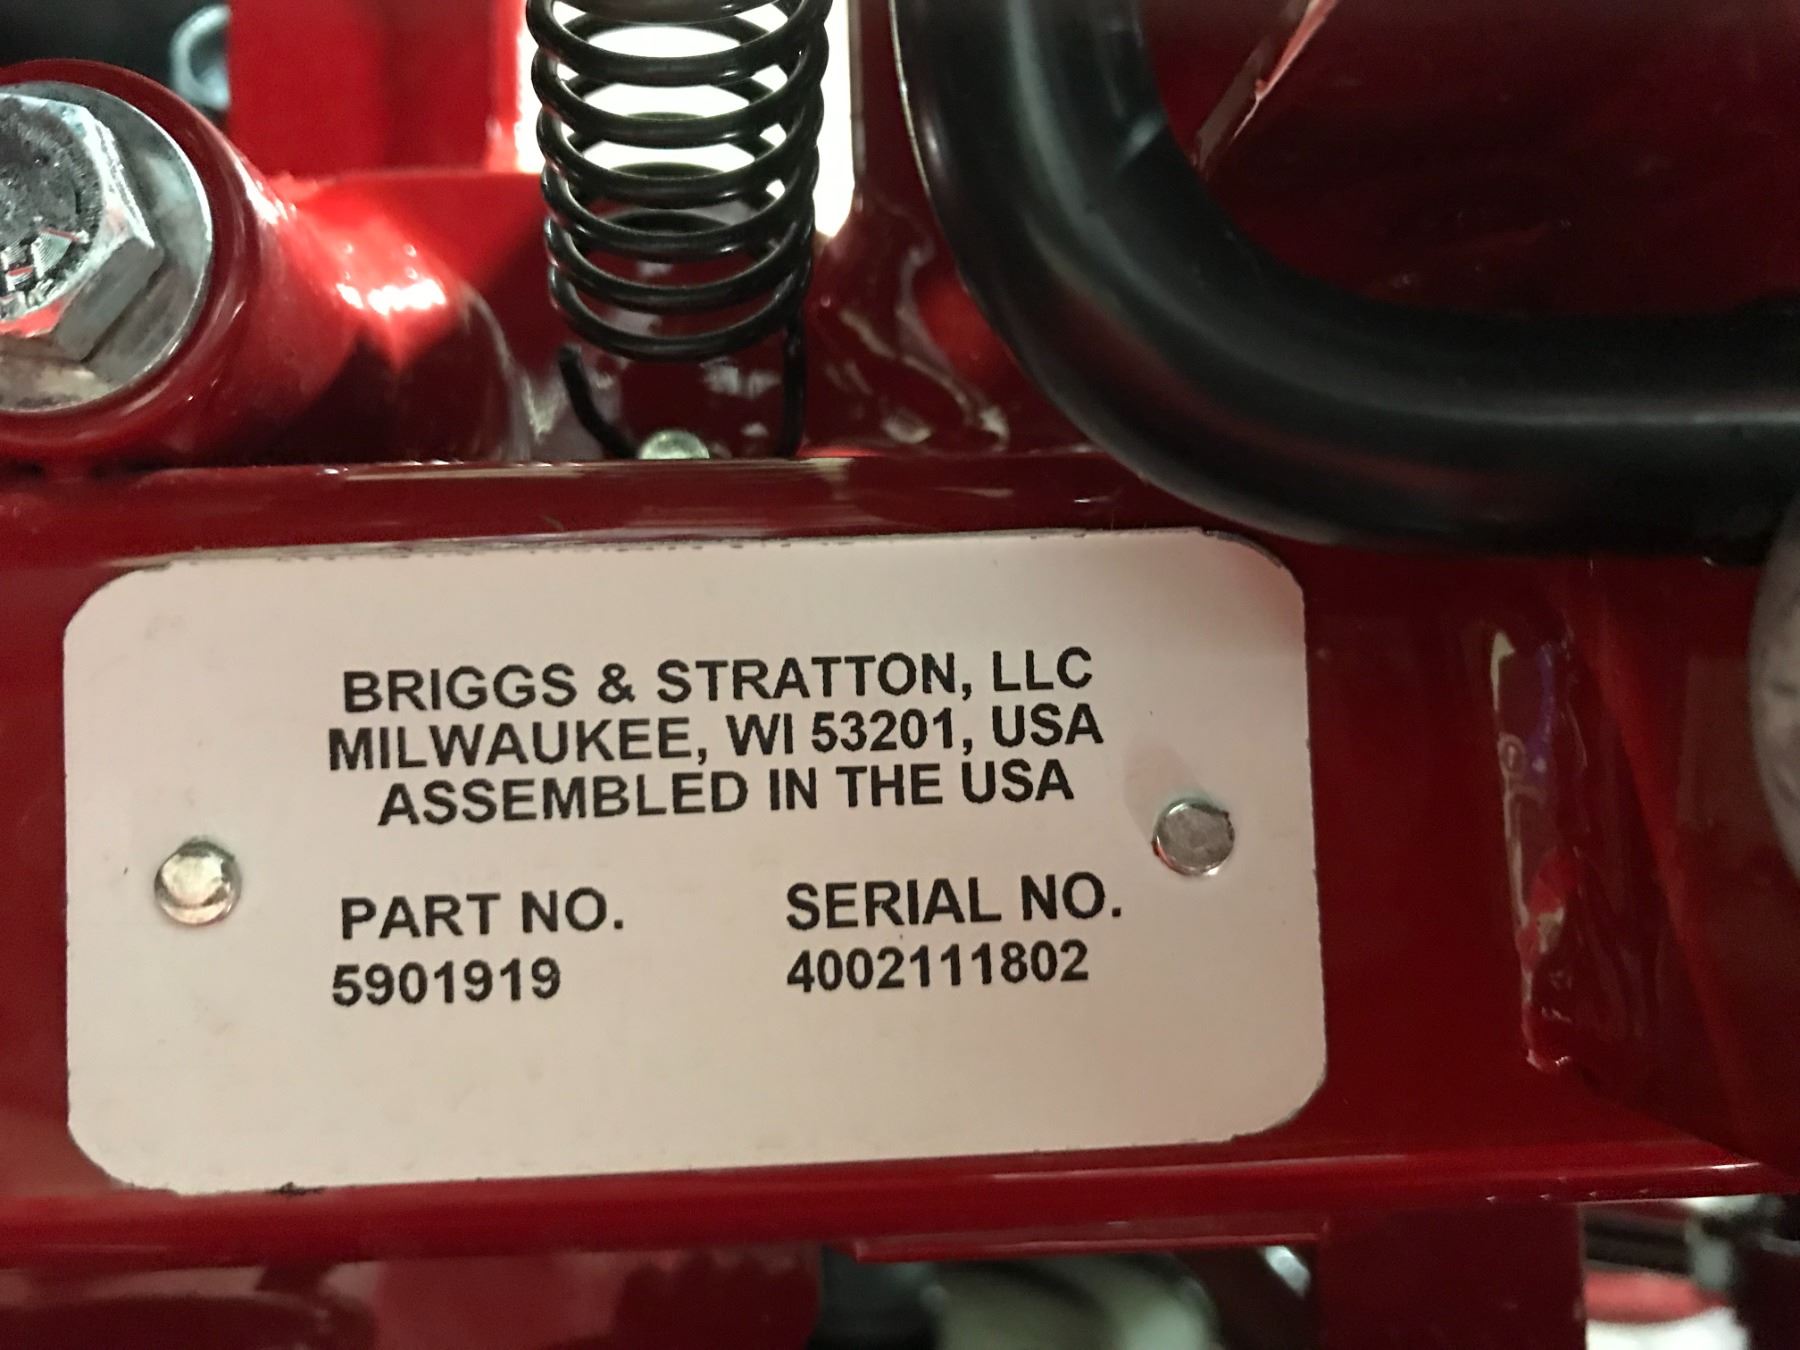 BRIGGS & STRATTON, LLC
MILWAUKEE, WI 53201, USA
ASSEMBLED IN THE USA
PART NO. SERIAL NO.
5901919 4002111802